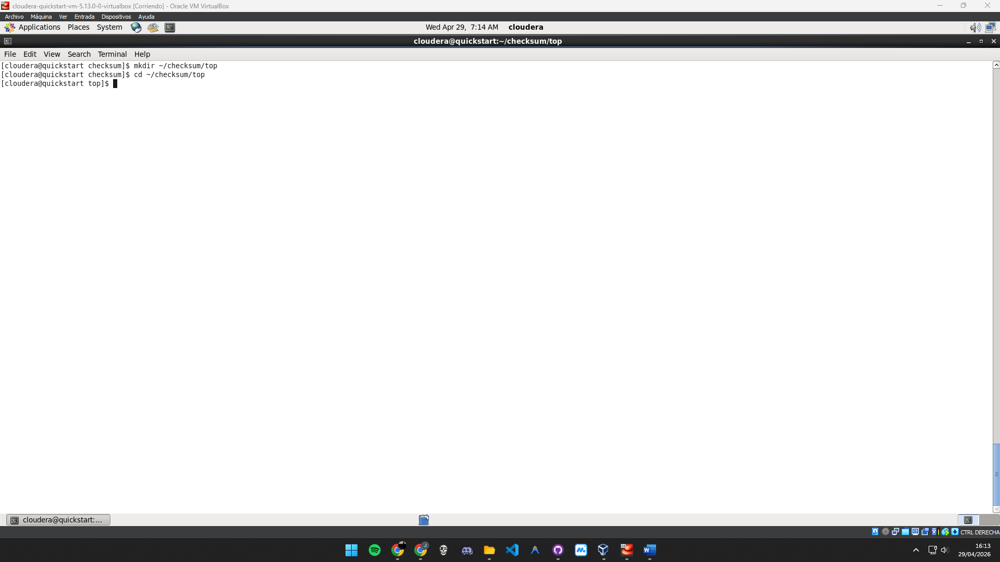 cloudera-quickstart-vm-5.13.0-0-virtualbox [Corriendo] - Oracle VM VirtualBox
Archivo Máquina Ver Entrada Dispositivos Ayuda
Applications Places System Wed Apr 29, 7:14 AM cloudera
cloudera@quickstart:~/checksum/top
File Edit View Search Terminal Help
[cloudera@quickstart checksum]$ mkdir ~/checksum/top
[cloudera@quickstart checksum]$ cd ~/checksum/top
[cloudera@quickstart top]$
cloudera@quickstart:...
CTRL DERECHA
16:13
29/04/2026